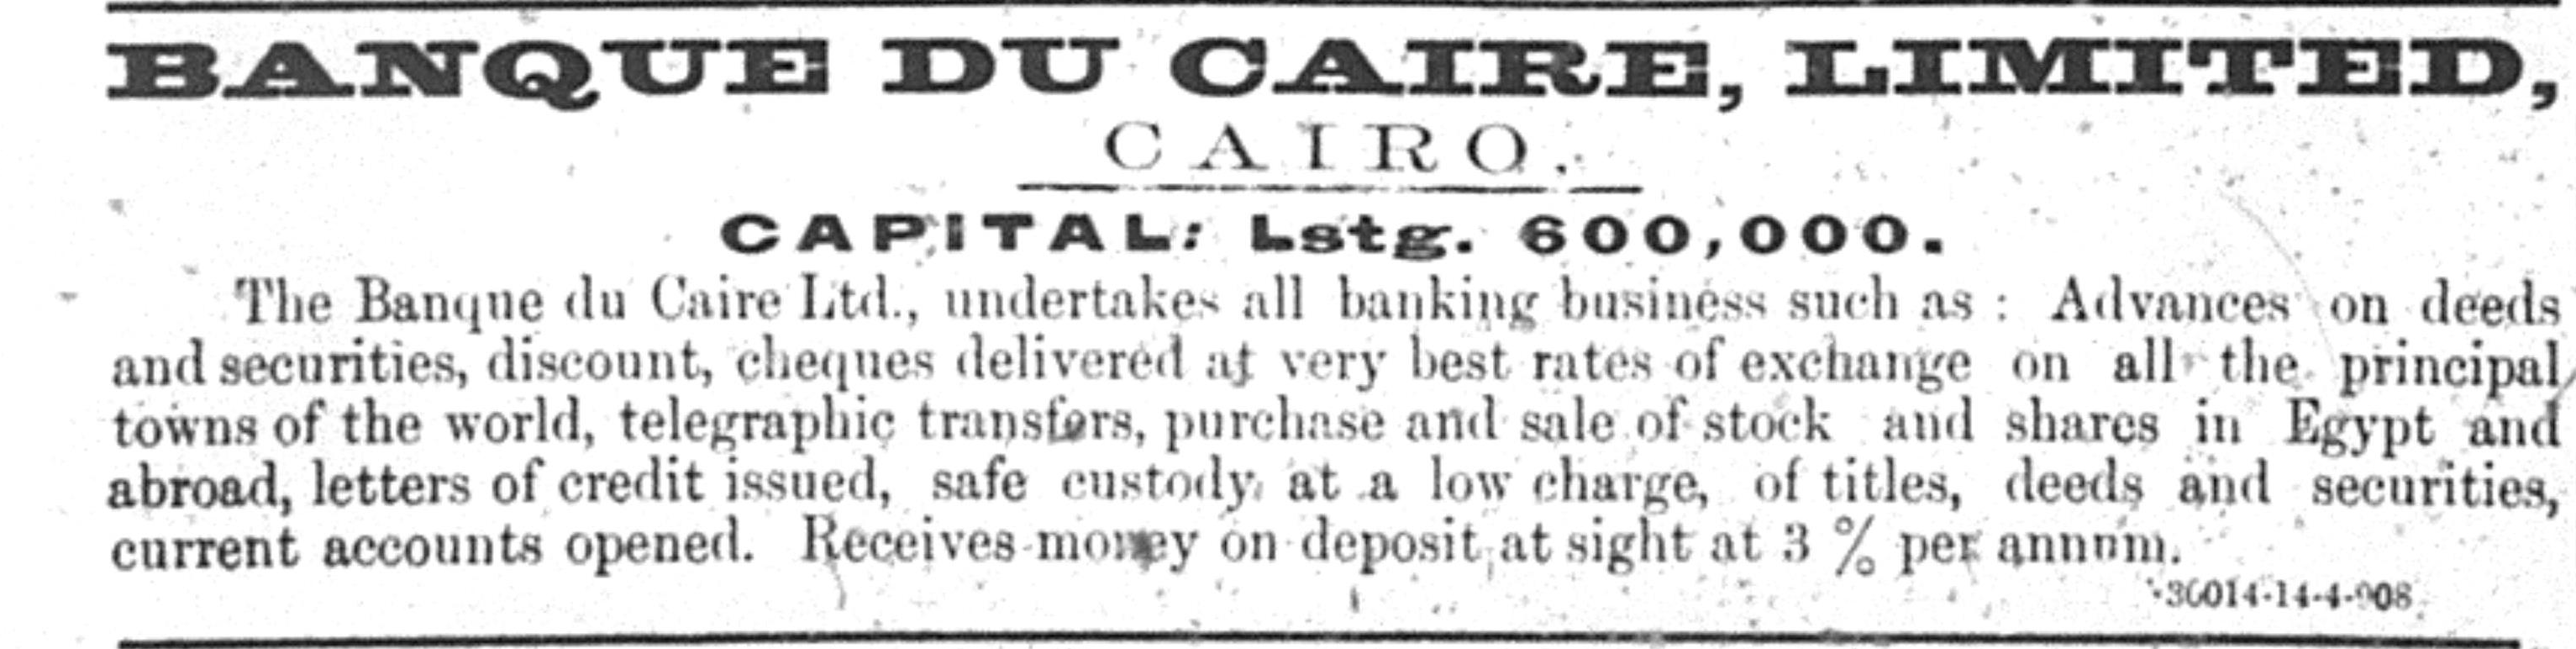 BANQUE DU CAIRE, LIMITED,
CAIRO.
CAPITAL: Lstg. 600,000.
The Banque du Caire Ltd., undertakes all banking business such as : Advances on deeds
and securities, discount, cheques delivered at very best rates of exchange on all the principal
towns of the world, telegraphic transfers, purchase and sale of stock and shares in Egypt and
abroad, letters of credit issued, safe custody at a low charge, of titles, deeds and securities,
current accounts opened. Receives money on deposit at sight at 3 % per annnm.
36014-14-4-908